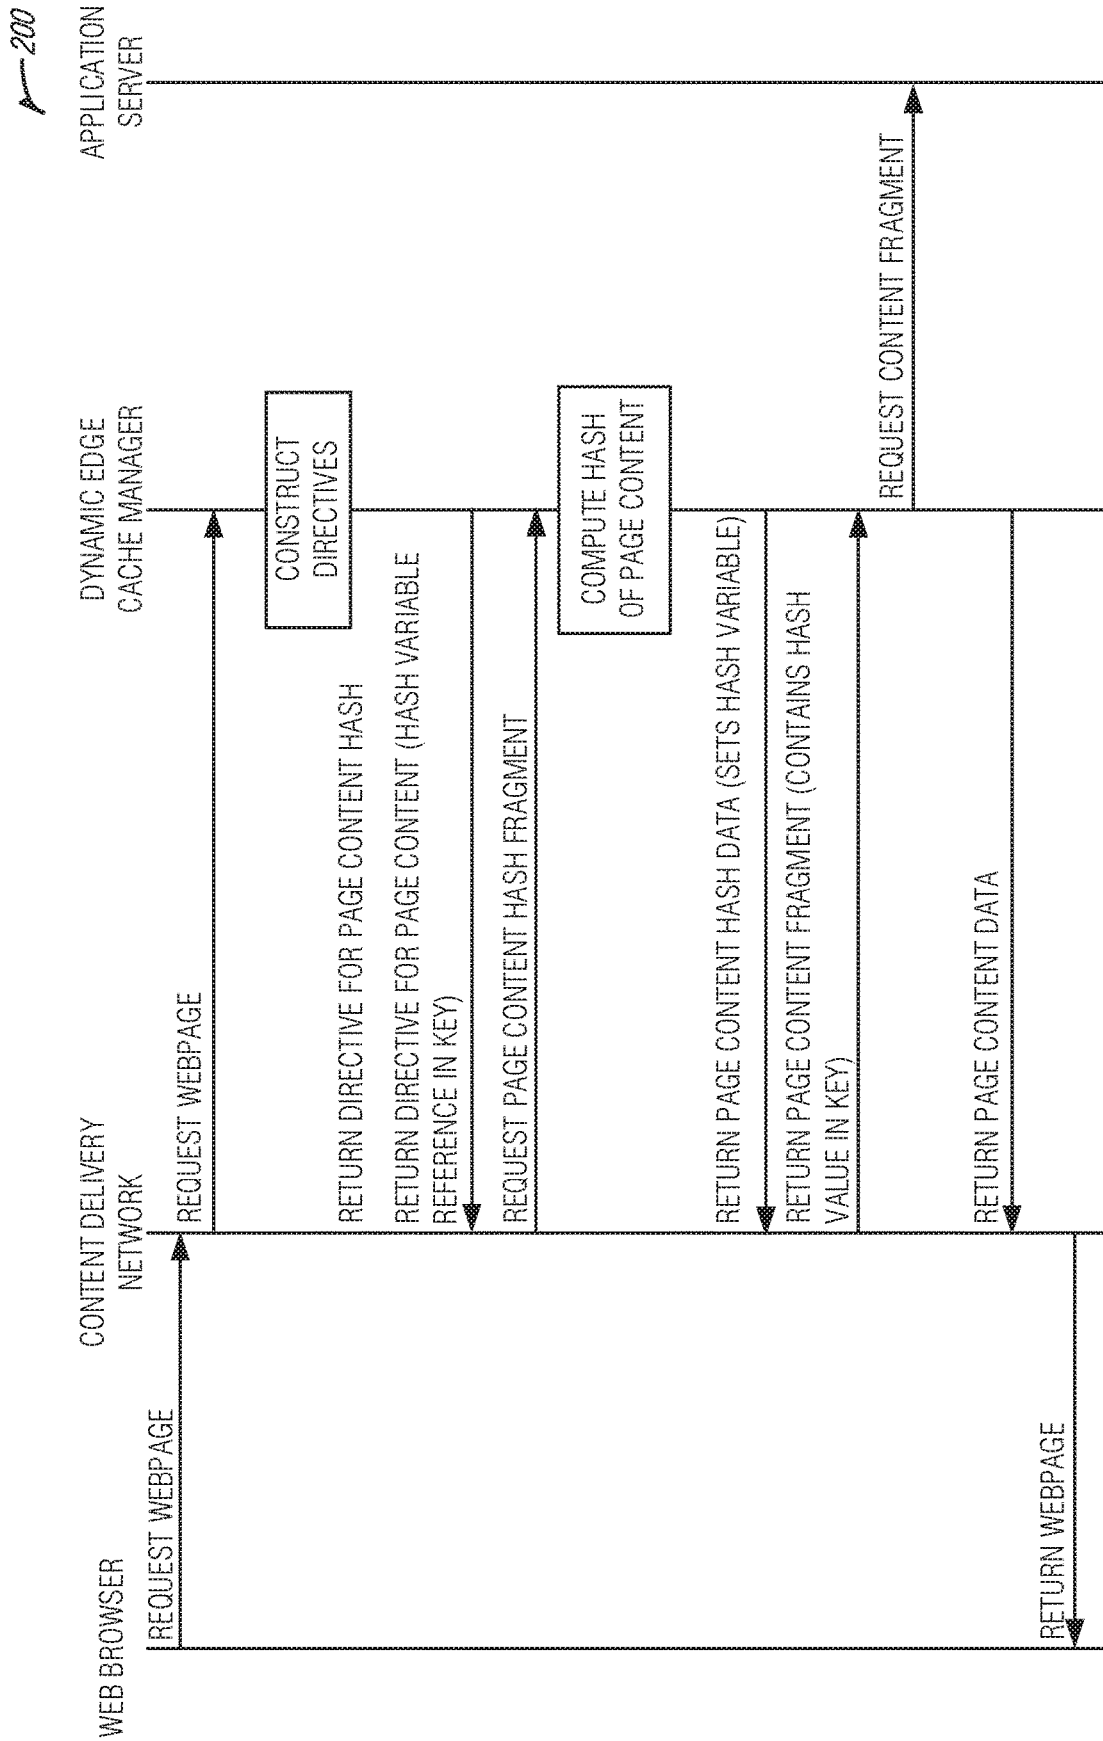 200
WEB BROWSER
CONTENT DELIVERY
NETWORK
DYNAMIC EDGE
CACHE MANAGER
APPLICATION
SERVER
REQUEST WEBPAGE
REQUEST WEBPAGE
CONSTRUCT
DIRECTIVES
RETURN DIRECTIVE FOR PAGE CONTENT HASH
RETURN DIRECTIVE FOR PAGE CONTENT (HASH VARIABLE
REFERENCE IN KEY)
REQUEST PAGE CONTENT HASH FRAGMENT
COMPUTE HASH
OF PAGE CONTENT
RETURN PAGE CONTENT HASH DATA (SETS HASH VARIABLE)
RETURN PAGE CONTENT FRAGMENT (CONTAINS HASH
VALUE IN KEY)
REQUEST CONTENT FRAGMENT
RETURN PAGE CONTENT DATA
RETURN WEBPAGE